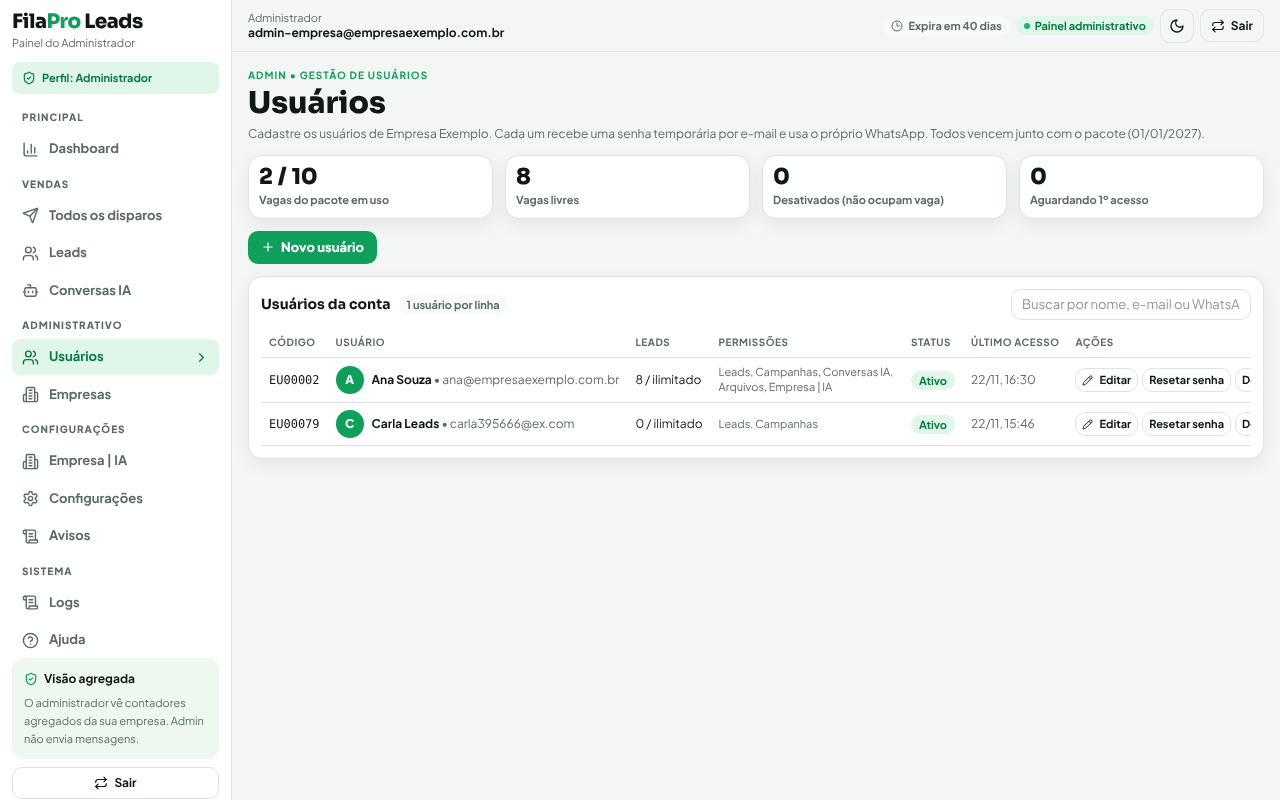 FilaPro Leads
Painel do Administrador
Perfil: Administrador
PRINCIPAL
Dashboard
VENDAS
Todos os disparos
Leads
Conversas IA
ADMINISTRATIVO
Usuários
Empresas
CONFIGURAÇÕES
Empresa | IA
Configurações
Avisos
SISTEMA
Logs
Ajuda
Visão agregada
O administrador vê contadores
agregados da sua empresa. Admin
não envia mensagens.
Sair
Administrador
admin-empresa@empresaexemplo.com.br
Expira em 40 dias
Painel administrativo
Sair
ADMIN • GESTÃO DE USUÁRIOS
Usuários
Cadastre os usuários de Empresa Exemplo. Cada um recebe uma senha temporária por e-mail e usa o próprio WhatsApp. Todos vencem junto com o pacote (01/01/2027).
2 / 10
Vagas do pacote em uso
8
Vagas livres
0
Desativados (não ocupam vaga)
0
Aguardando 1º acesso
+ Novo usuário
Usuários da conta 1 usuário por linha
Buscar por nome, e-mail ou WhatsA
CÓDIGO USUÁRIO LEADS PERMISSÕES STATUS ÚLTIMO ACESSO AÇÕES
EU00002 A Ana Souza • ana@empresaexemplo.com.br 8 / ilimitado Leads, Campanhas, Conversas IA,
Arquivos, Empresa | IA
Ativo 22/11, 16:30 Editar Resetar senha D
EU00079 C Carla Leads • carla395666@ex.com 0 / ilimitado Leads, Campanhas Ativo 22/11, 15:46 Editar Resetar senha D